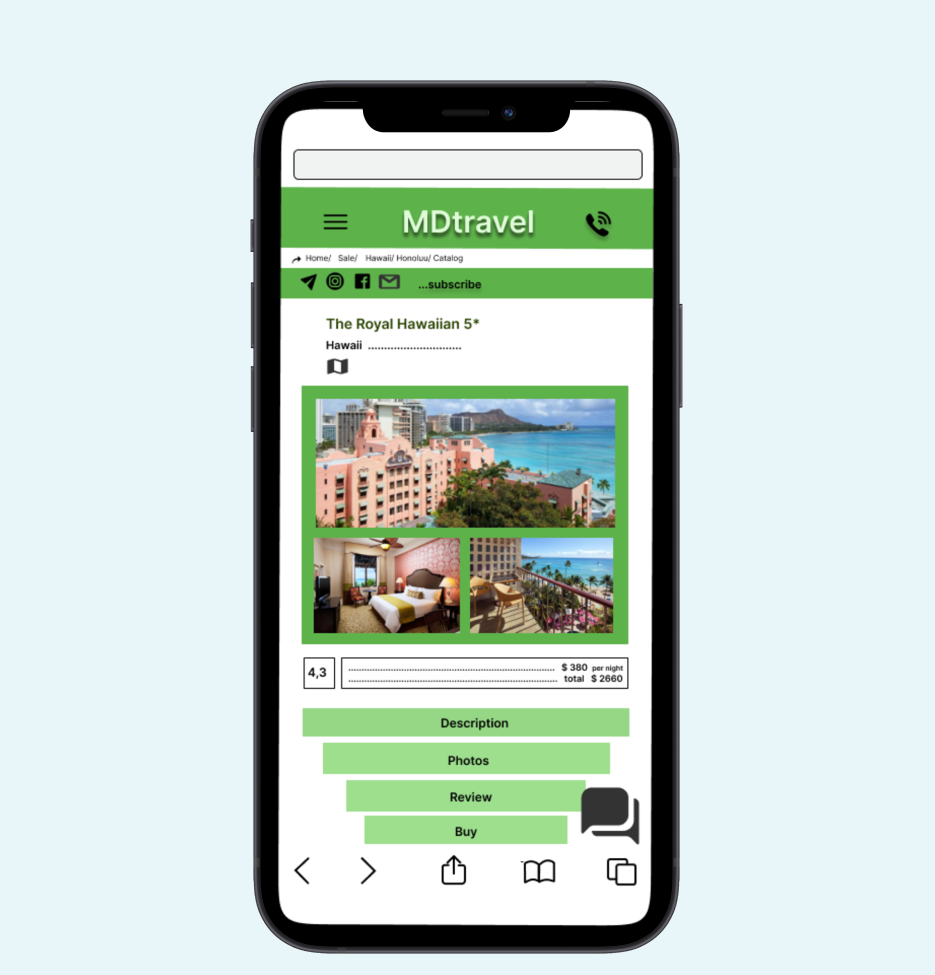 MDtravel
Home/ Sale/ Hawaii/ Honoluu/ Catalog
...subscribe
The Royal Hawaiian 5*
Hawaii ..............................
4,3
........................................................................ $ 380 per night
........................................................................ total $ 2660
Description
Photos
Review
Buy